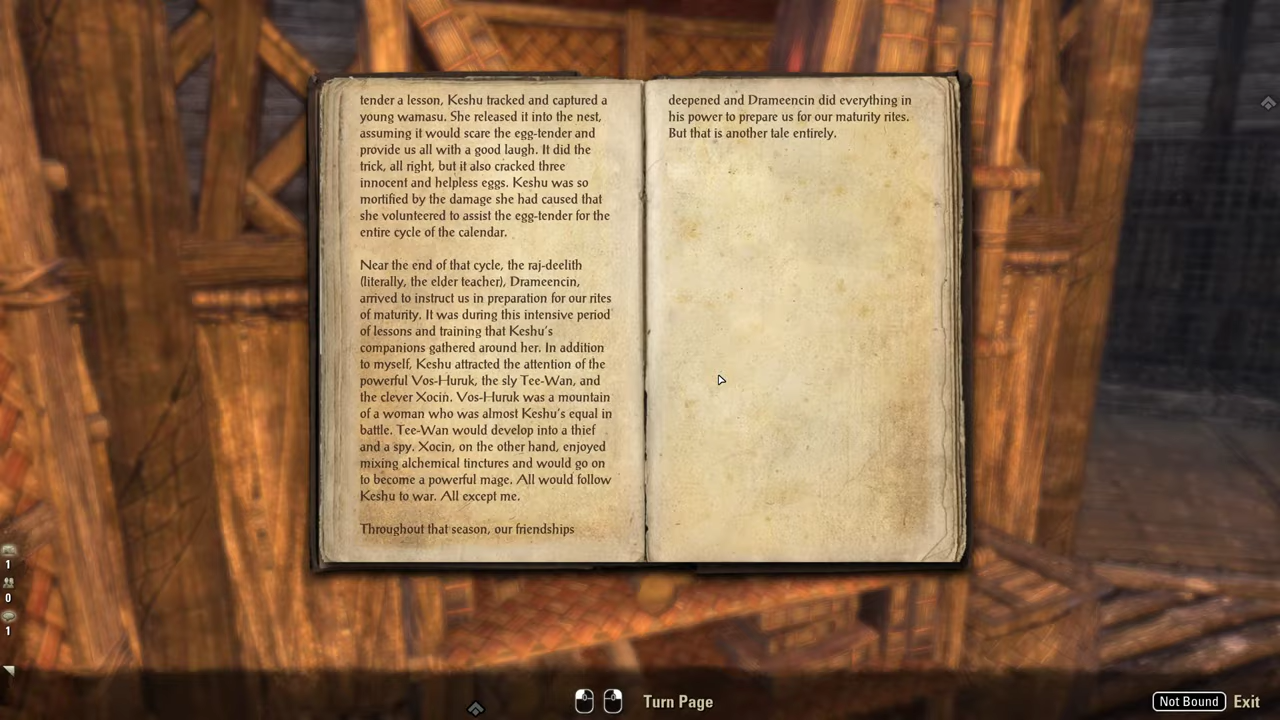 tender a lesson, Keshu tracked and captured a
young wamasu. She released it into the nest,
assuming it would scare the egg-tender and
provide us all with a good laugh. It did the
trick, all right, but it also cracked three
innocent and helpless eggs. Keshu was so
mortified by the damage she had caused that
she volunteered to assist the egg-tender for the
entire cycle of the calendar.
Near the end of that cycle, the raj-deelith
(literally, the elder teacher), Drameencin,
arrived to instruct us in preparation for our rites
of maturity. It was during this intensive period
of lessons and training that Keshu's
companions gathered around her. In addition
to myself, Keshu attracted the attention of the
powerful Vos-Huruk, the sly Tee-Wan, and
the clever Xocin. Vos-Huruk was a mountain
of a woman who was almost Keshu's equal in
battle. Tee-Wan would develop into a thief
and a spy. Xocin, on the other hand, enjoyed
mixing alchemical tinctures and would go on
to become a powerful mage. All would follow
Keshu to war. All except me.
Throughout that season, our friendships
deepened and Drameencin did everything in
his power to prepare us for our maturity rites.
But that is another tale entirely.
1
0
1
Turn Page
Not Bound Exit